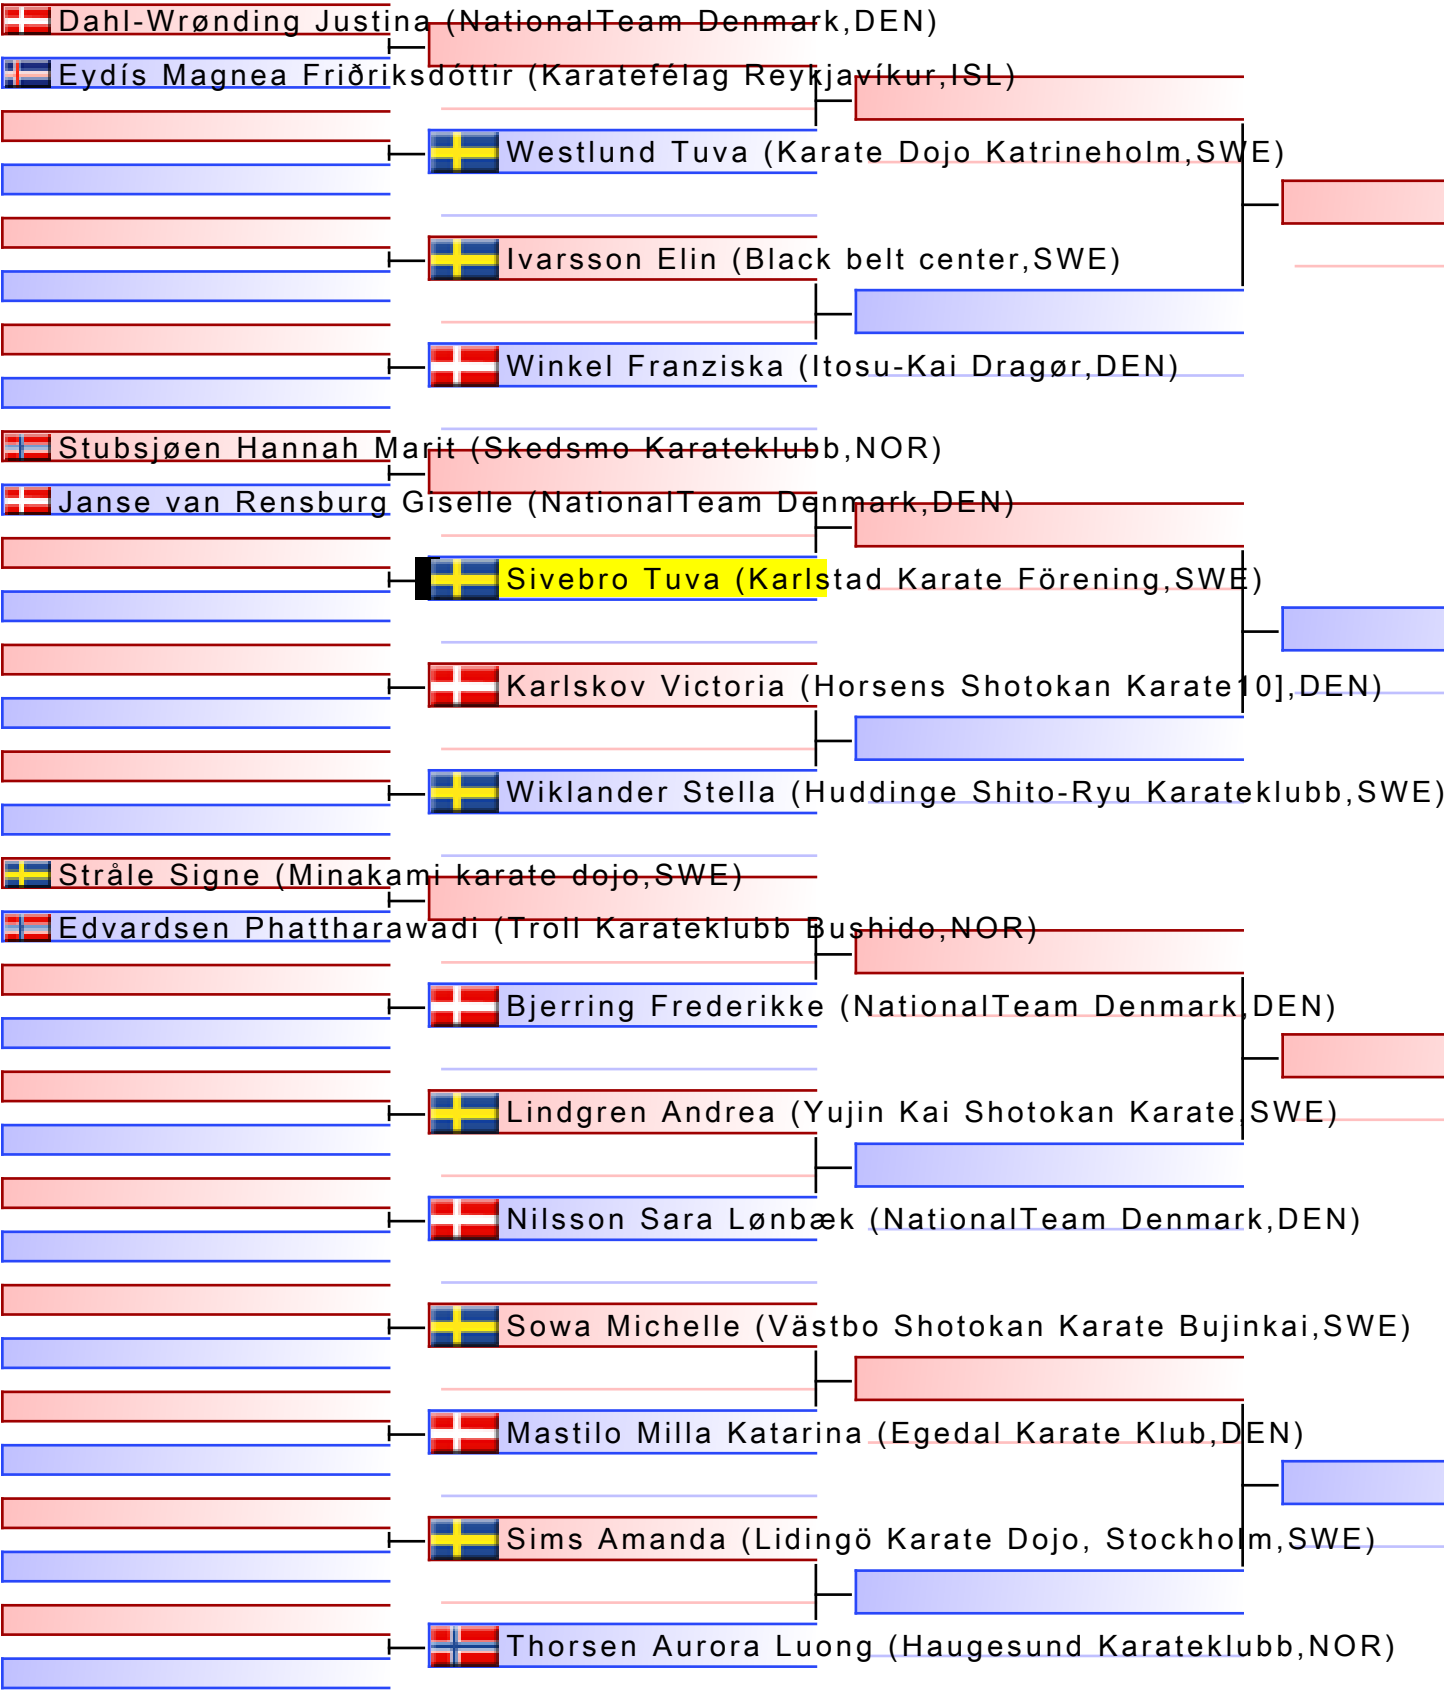 Dahl-Wrønding Justina (NationalTeam Denmark,DEN)
Eydís Magnea Friðriksdóttir (Karatefélag Reykjavíkur,ISL)
Westlund Tuva (Karate Dojo Katrineholm,SWE)
Ivarsson Elin (Black belt center,SWE)
Winkel Franziska (Itosu-Kai Dragør,DEN)
Stubsjøen Hannah Marit (Skedsmo Karateklubb,NOR)
Janse van Rensburg Giselle (NationalTeam Denmark,DEN)
Sivebro Tuva (Karlstad Karate Förening,SWE)
Karlskov Victoria (Horsens Shotokan Karate10],DEN)
Wiklander Stella (Huddinge Shito-Ryu Karateklubb,SWE)
Stråle Signe (Minakami karate dojo,SWE)
Edvardsen Phattharawadi (Troll Karateklubb Bushido,NOR)
Bjerring Frederikke (NationalTeam Denmark,DEN)
Lindgren Andrea (Yujin Kai Shotokan Karate,SWE)
Nilsson Sara Lønbæk (NationalTeam Denmark,DEN)
Sowa Michelle (Västbo Shotokan Karate Bujinkai,SWE)
Mastilo Milla Katarina (Egedal Karate Klub,DEN)
Sims Amanda (Lidingö Karate Dojo, Stockholm,SWE)
Thorsen Aurora Luong (Haugesund Karateklubb,NOR)